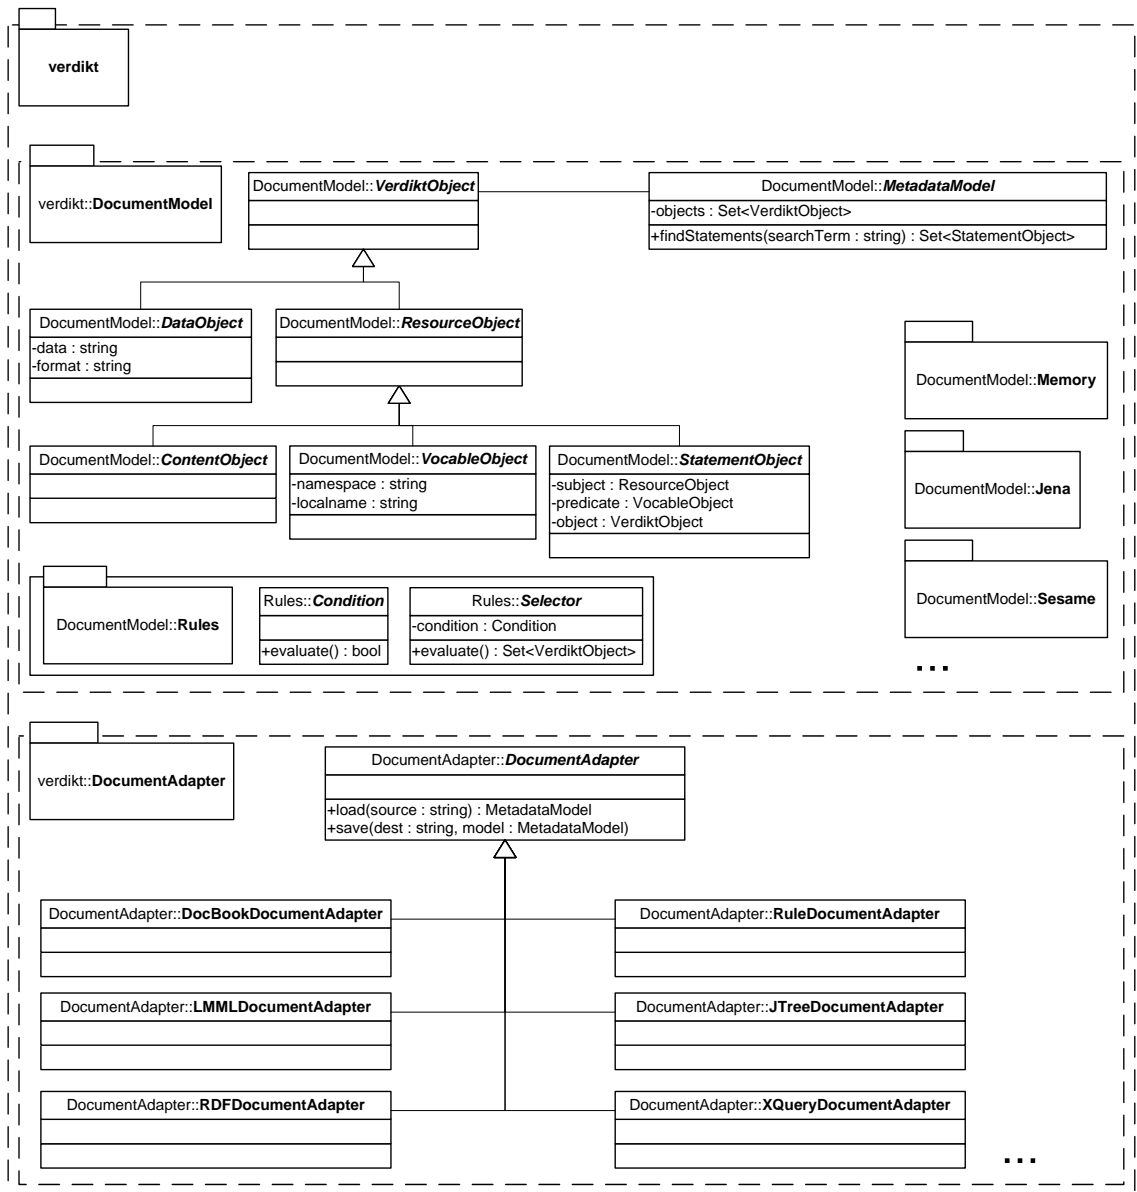 verdikt
verdikt::DocumentModel
DocumentModel::VerdiktObject
DocumentModel::MetadataModel
-objects : Set<VerdiktObject>
+findStatements(searchTerm : string) : Set<StatementObject>
DocumentModel::DataObject
-data : string
-format : string
DocumentModel::ResourceObject
DocumentModel::Memory
DocumentModel::ContentObject
DocumentModel::VocableObject
-namespace : string
-localname : string
DocumentModel::StatementObject
-subject : ResourceObject
-predicate : VocableObject
-object : VerdiktObject
DocumentModel::Jena
DocumentModel::Rules
Rules::Condition
+evaluate() : bool
Rules::Selector
-condition : Condition
+evaluate() : Set<VerdiktObject>
DocumentModel::Sesame
...
verdikt::DocumentAdapter
DocumentAdapter::DocumentAdapter
+load(source : string) : MetadataModel
+save(dest : string, model : MetadataModel)
DocumentAdapter::DocBookDocumentAdapter
DocumentAdapter::RuleDocumentAdapter
DocumentAdapter::LMMLDocumentAdapter
DocumentAdapter::JTreeDocumentAdapter
DocumentAdapter::RDFDocumentAdapter
DocumentAdapter::XQueryDocumentAdapter
...